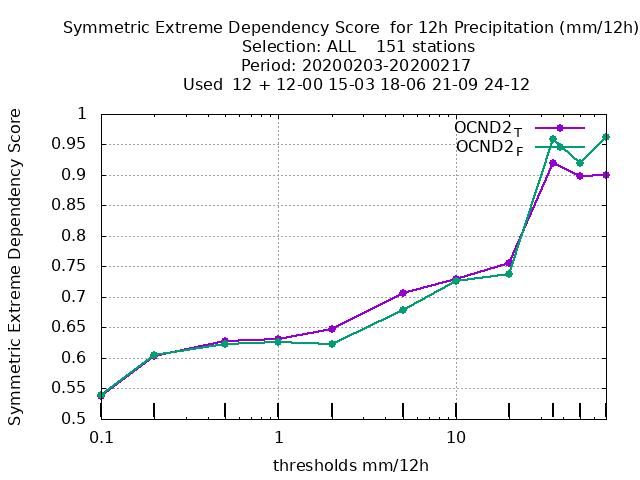 Symmetric Extreme Dependency Score  for 12h Precipitation (mm/12h)
Selection: ALL    151 stations
Period: 20200203-20200217
Used  12 + 12-00 15-03 18-06 21-09 24-12
Symmetric Extreme Dependency Score
1
0.95
0.9
0.85
0.8
0.75
0.7
0.65
0.6
0.55
0.5
OCND2T
OCND2F
0.1
1
10
thresholds mm/12h